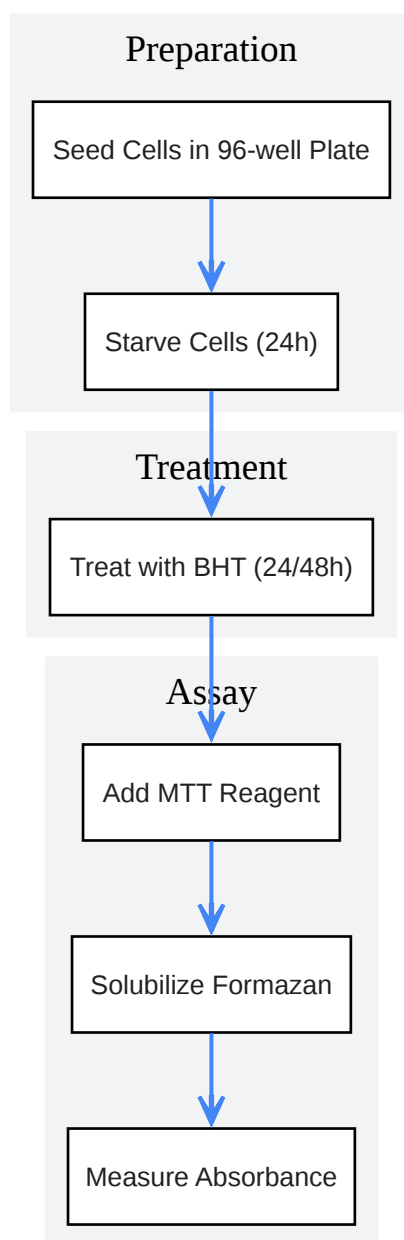 Preparation
Seed Cells in 96-well Plate
Starve Cells (24h)
Treatment
Treat with BHT (24/48h)
Assay
Add MTT Reagent
Solubilize Formazan
Measure Absorbance